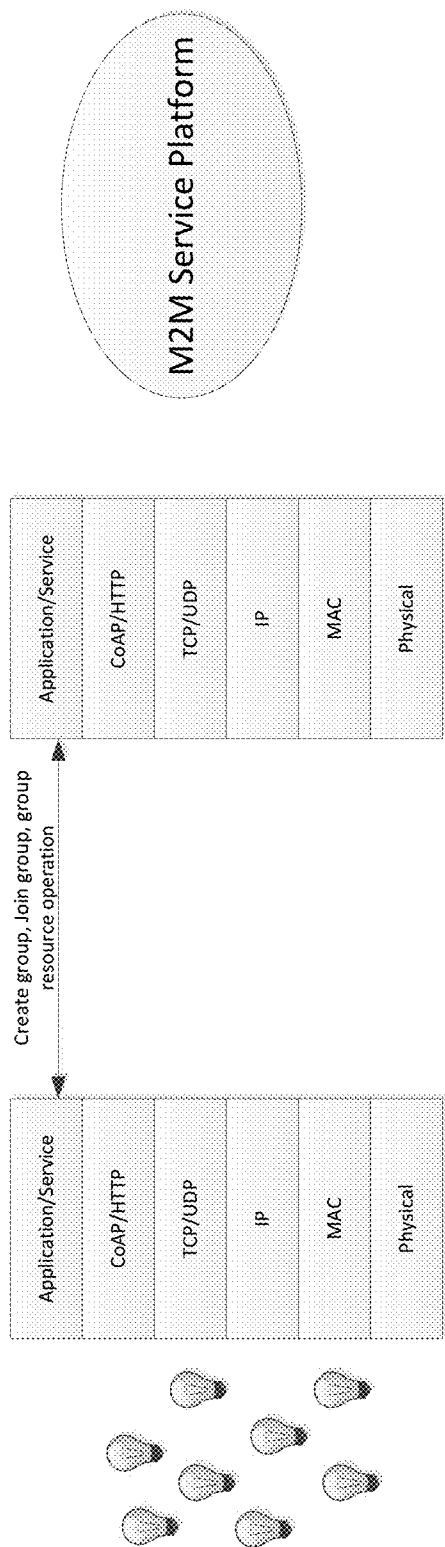 Application/Service
CoAP/HTTP
TCP/UDP
IP
MAC
Physical
Create group, Join group, group
resource operation
Application/Service
CoAP/HTTP
TCP/UDP
IP
MAC
Physical
M2M Service Platform